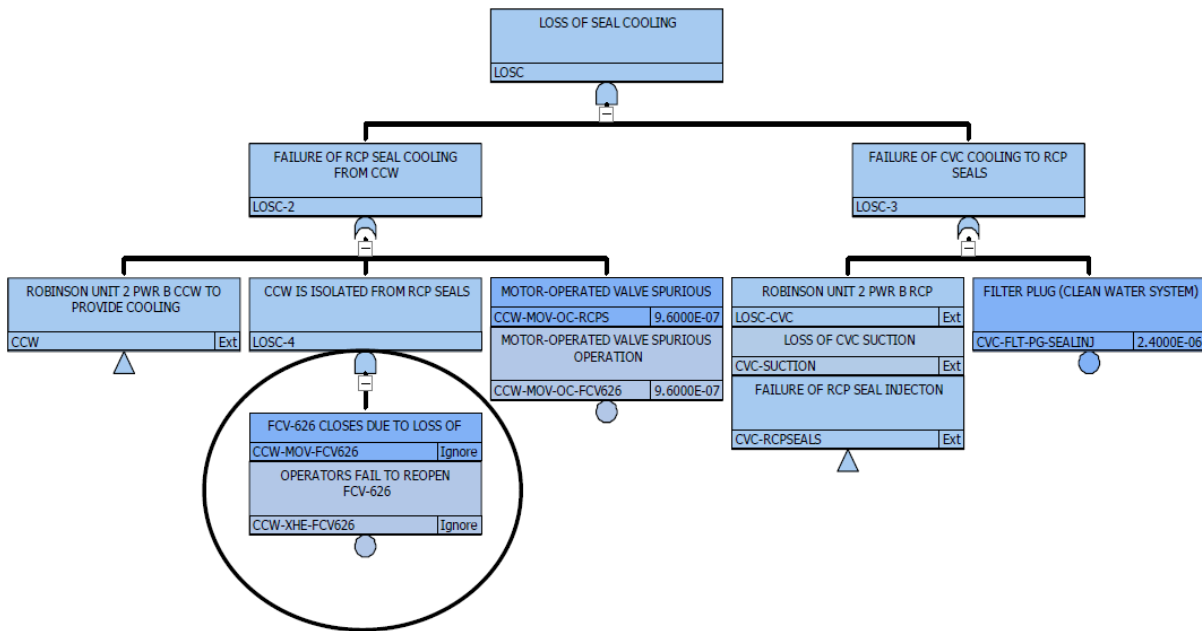 LOSS OF SEAL COOLING
LOSC
FAILURE OF RCP SEAL COOLING
FROM CCW
LOSC-2
FAILURE OF CVC COOLING TO RCP
SEALS
LOSC-3
ROBINSON UNIT 2 PWR B CCW TO
PROVIDE COOLING
CCW Ext
CCW IS ISOLATED FROM RCP SEALS
LOSC-4
FCV-626 CLOSES DUE TO LOSS OF
CCW-MOV-FCV626 Ignore
OPERATORS FAIL TO REOPEN
FCV-626
CCW-XHE-FCV626 Ignore
MOTOR-OPERATED VALVE SPURIOUS
CCW-MOV-OC-RCPS 9.6000E-07
MOTOR-OPERATED VALVE SPURIOUS
OPERATION
CCW-MOV-OC-FCV626 9.6000E-07
ROBINSON UNIT 2 PWR B RCP
LOSC-CVC Ext
LOSS OF CVC SUCTION
CVC-SUCTION Ext
FAILURE OF RCP SEAL INJECTON
CVC-RCPSEALS Ext
FILTER PLUG (CLEAN WATER SYSTEM)
CVC-FLT-PG-SEALINJ 2.4000E-06